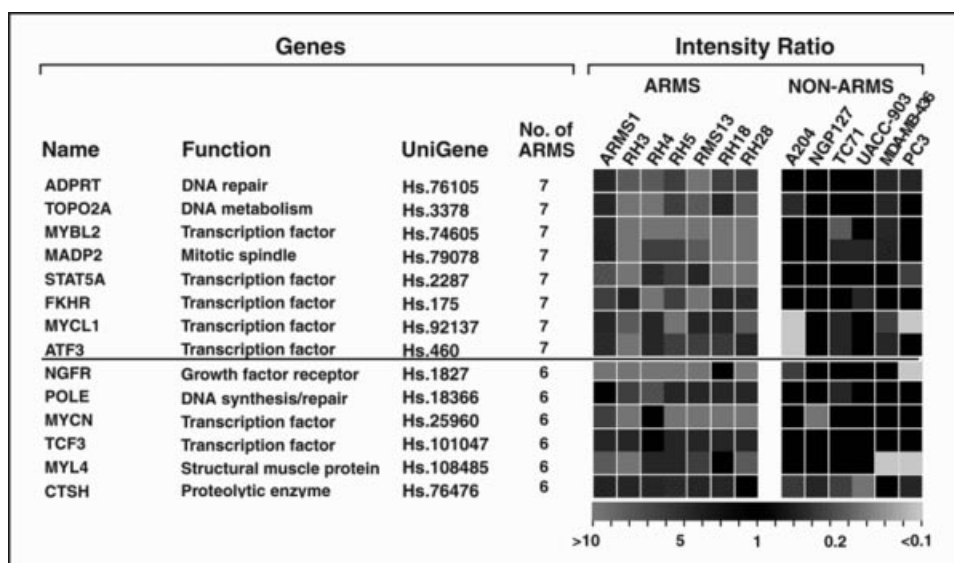 Genes Intensity Ratio
ARMS NON-ARMS
Name Function UniGene No. of ARMS ARMS1 RH3 RH4 RH5 RMS13 RH18 RH28 A204 NGP127 TC71 UACC-903 MDA-MB-436 PC3
ADPRT DNA repair Hs.76105 7
TOPO2A DNA metabolism Hs.3378 7
MYBL2 Transcription factor Hs.74605 7
MADP2 Mitotic spindle Hs.79078 7
STAT5A Transcription factor Hs.2287 7
FKHR Transcription factor Hs.175 7
MYCL1 Transcription factor Hs.92137 7
ATF3 Transcription factor Hs.460 7
NGFR Growth factor receptor Hs.1827 6
POLE DNA synthesis/repair Hs.18366 6
MYCN Transcription factor Hs.25960 6
TCF3 Transcription factor Hs.101047 6
MYL4 Structural muscle protein Hs.108485 6
CTSH Proteolytic enzyme Hs.76476 6
>10 5 1 0.2 <0.1